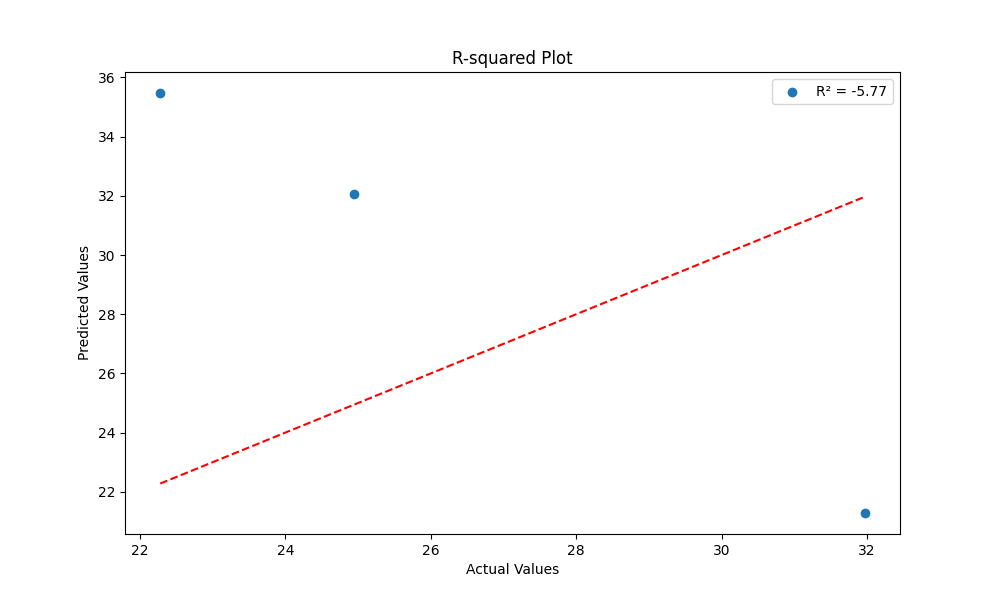 R-squared Plot
R² = -5.77
Predicted Values
36
34
32
30
28
26
24
22
22 24 26 28 30 32
Actual Values